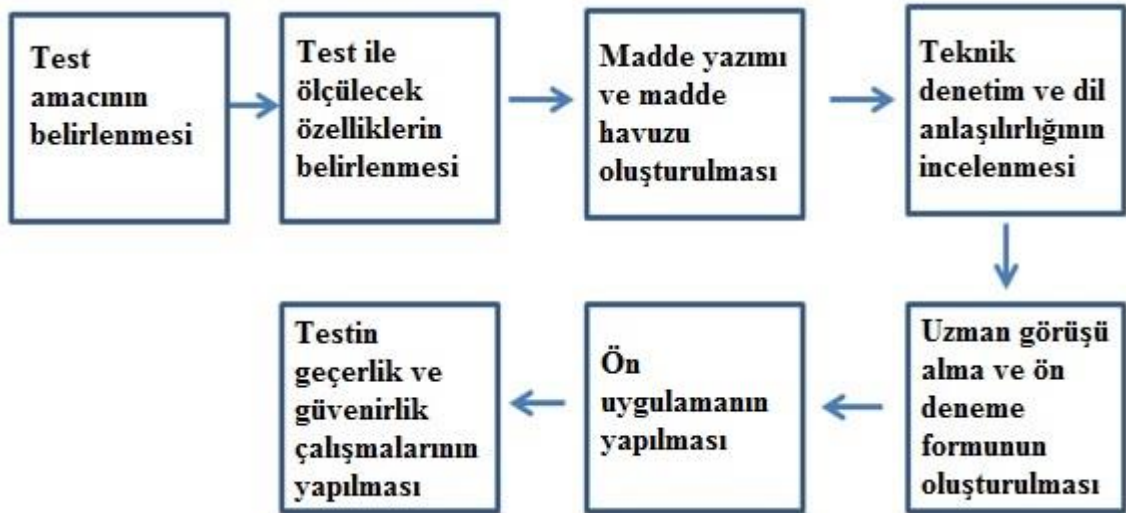 Test
amacının
belirlenmesi
Test ile
ölçülecek
özelliklerin
belirlenmesi
Madde yazımı
ve madde
havuzu
oluşturulması
Teknik
denetim ve dil
anlaşılırlığının
incelenmesi
Uzman görüşü
alma ve ön
deneme
formunun
oluşturulması
Ön
uygulamanın
yapılması
Testin
geçerlik ve
güvenirlik
çalışmalarının
yapılması